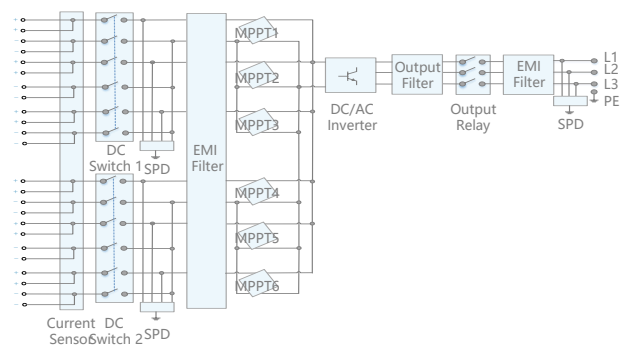 MPPT1
MPPT2
MPPT3
MPPT4
MPPT5
MPPT6
DC
Switch 1
SPD
EMI
Filter
Current
Sensor
DC
Switch 2
SPD
DC/AC
Inverter
Output
Filter
Output
Relay
EMI
Filter
SPD
L1
L2
L3
PE